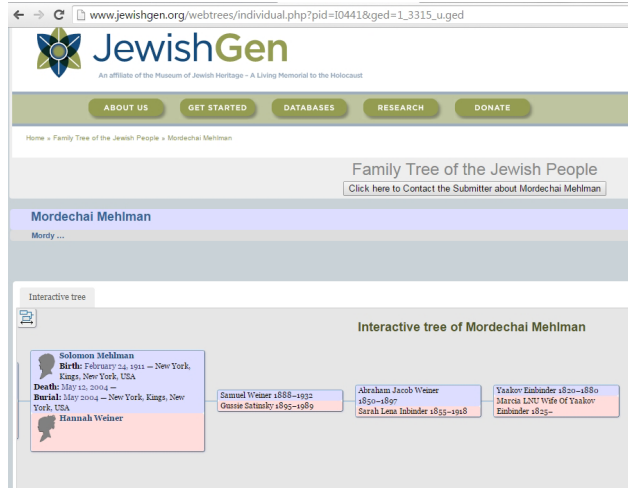 www.jewishgen.org/webtrees/individual.php?pid=I0441&ged=1_3315_u.ged
JewishGen
An affiliate of the Museum of Jewish Heritage - A Living Memorial to the Holocaust
ABOUT US GET STARTED DATABASES RESEARCH DONATE
Home » Family Tree of the Jewish People » Mordechai Mehlman
Family Tree of the Jewish People
Click here to Contact the Submitter about Mordechai Mehlman
Mordechai Mehlman
Mordy ...
Interactive tree
Interactive tree of Mordechai Mehlman
Solomon Mehlman
Birth: February 24, 1911 — New York,
Kings, New York, USA
Death: May 12, 2004 —
Burial: May 2004 — New York, Kings, New
York, USA
Hannah Weiner
Samuel Weiner 1888–1932
Gussie Satinsky 1895–1989
Abraham Jacob Weiner
1850–1897
Sarah Lena Inbinder 1855–1918
Yaakov Einbinder 1820–1880
Marcia LNU Wife Of Yaakov
Einbinder 1825–